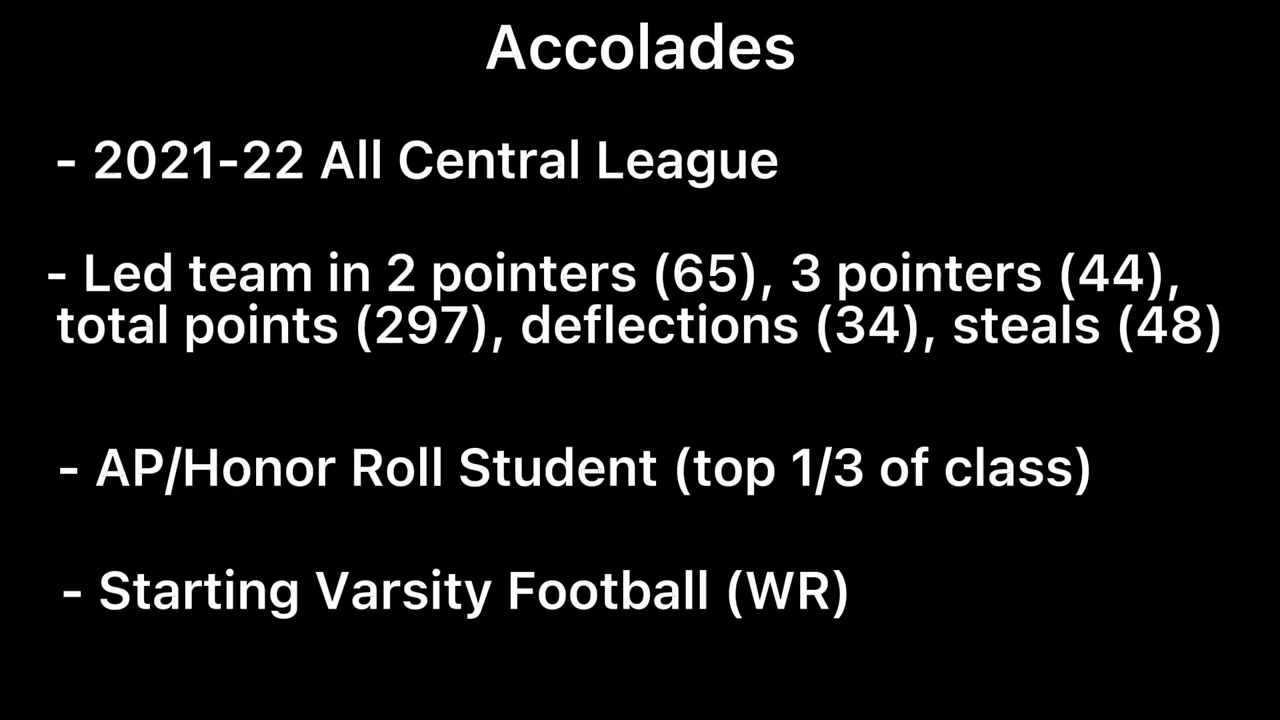 Accolades
- 2021-22 All Central League
- Led team in 2 pointers (65), 3 pointers (44),
total points (297), deflections (34), steals (48)
- AP/Honor Roll Student (top 1/3 of class)
- Starting Varsity Football (WR)